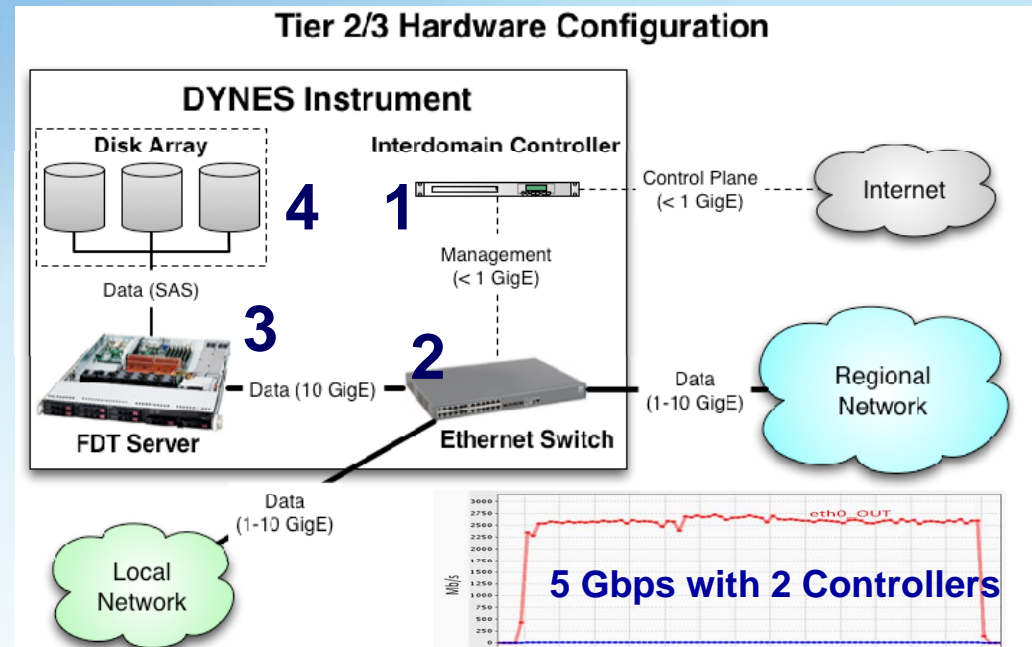 Tier 2/3 Hardware Configuration
DYNES Instrument
Disk Array
Interdomain Controller
4
1
Control Plane
(< 1 GigE)
Internet
Management
(< 1 GigE)
Data (SAS)
3
2
Data (10 GigE)
Data
(1-10 GigE)
Regional
Network
FDT Server
Ethernet Switch
Data
(1-10 GigE)
Local
Network
3000
2750
2500
2250
2000
1750
1500
1250
1000
750
500
250
0
Mb/s
eth0_OUT
5 Gbps with 2 Controllers